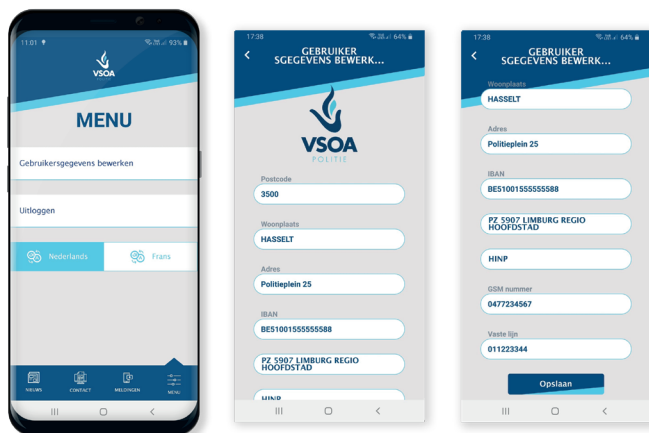 11:01
93%
VSOA
MENU
Gebruikersgegevens bewerken
Uitloggen
Nederlands
Frans
NIEUWS
CONTACT
MELDINGEN
MENU
17:38
64%
GEBRUIKER
SGEGEVENS BEWERK...
VSOA
POLITIE
Postcode
3500
Woonplaats
HASSELT
Adres
Politieplein 25
IBAN
BE51001555555588
PZ 5907 LIMBURG REGIO
HOOFDSTAD
HINP
17:38
64%
GEBRUIKER
SGEGEVENS BEWERK...
Woonplaats
HASSELT
Adres
Politieplein 25
IBAN
BE51001555555588
PZ 5907 LIMBURG REGIO
HOOFDSTAD
HINP
GSM nummer
0477234567
Vaste lijn
011223344
Opslaan